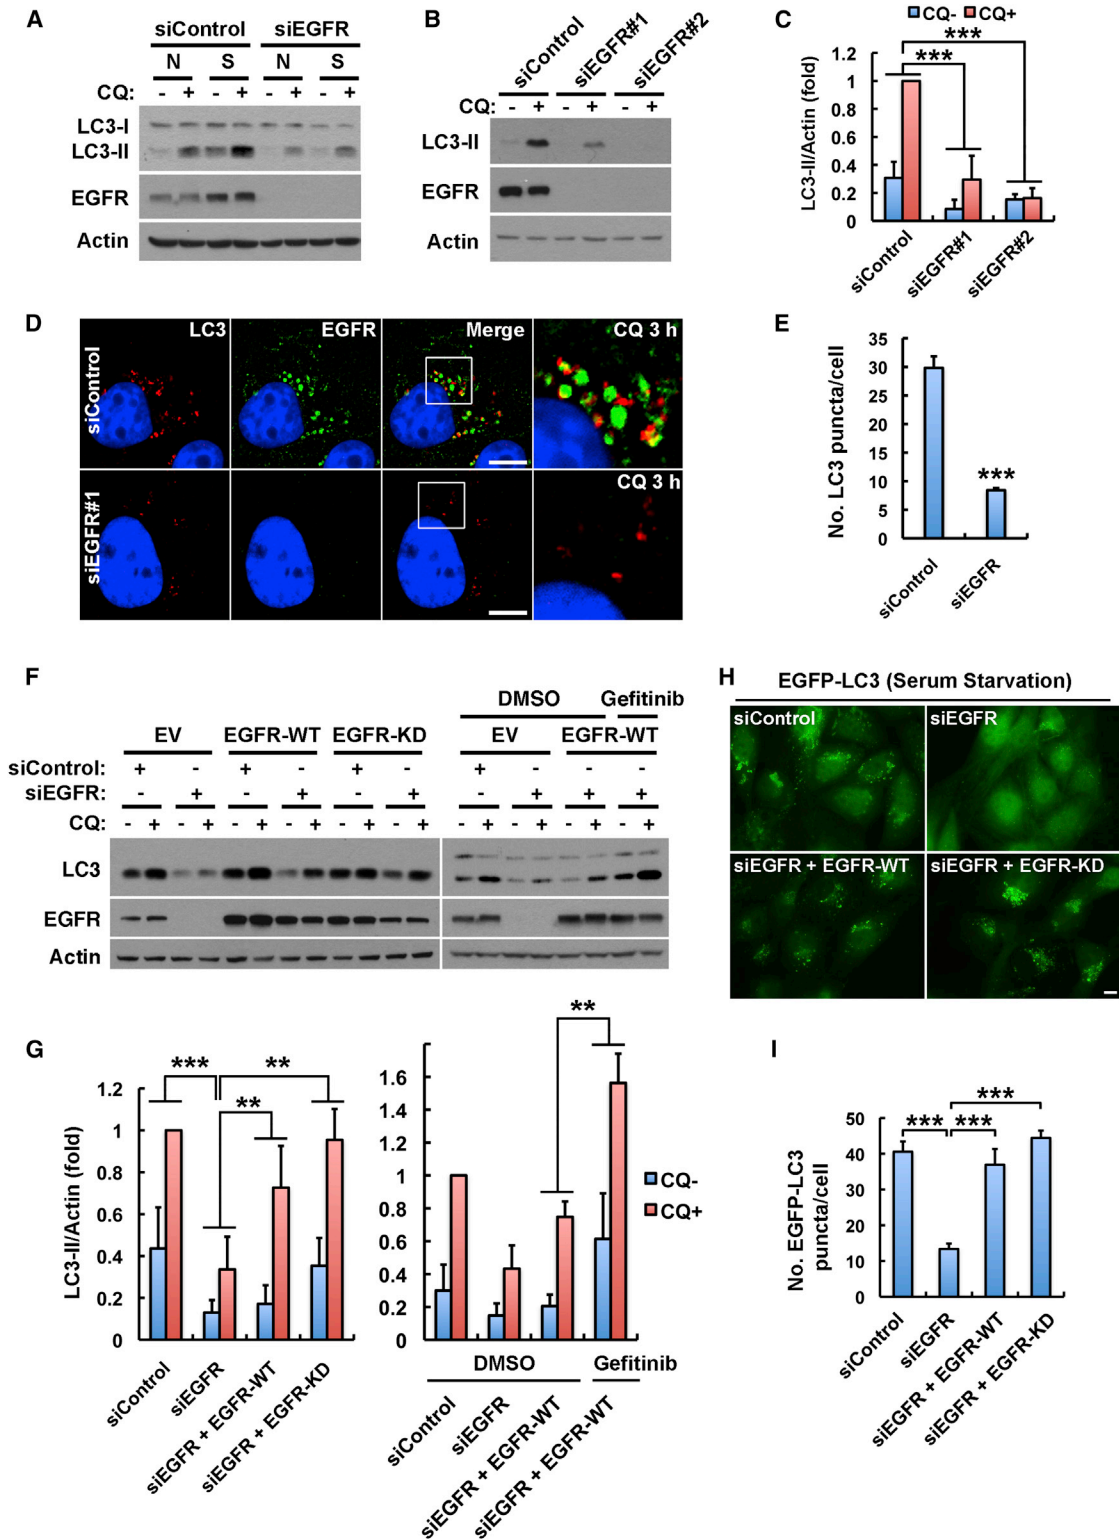 A
siControl siEGFR
N S N S
CQ: - + - + - + - +
LC3-I
LC3-II
EGFR
Actin
B
siControl
siEGFR#1
siEGFR#2
CQ: - + - + - +
LC3-II
EGFR
Actin
C
CQ- CQ+
***
***
LC3-II/Actin (fold)
1.2
1
0.8
0.6
0.4
0.2
0
siControl
siEGFR#1
siEGFR#2
D
LC3 EGFR Merge CQ 3 h
siControl
CQ 3 h
siEGFR#1
E
No. LC3 puncta/cell
35
30
25
20
15
10
5
0
***
siControl
siEGFR
F
DMSO Gefitinib
EV EGFR-WT EGFR-KD EV EGFR-WT
siControl: + - + - + - + - - -
siEGFR: - + - + - + - + + +
CQ: - + - + - + - + - + - + - + - + - + - +
LC3
EGFR
Actin
G
LC3-II/Actin (fold)
1.2
1
0.8
0.6
0.4
0.2
0
***
**
**
siControl
siEGFR
siEGFR + EGFR-WT
siEGFR + EGFR-KD
1.6
1.4
1.2
1
0.8
0.6
0.4
0.2
0
**
CQ-
CQ+
DMSO Gefitinib
siControl
siEGFR
siEGFR + EGFR-WT
siEGFR + EGFR-WT
H
EGFP-LC3 (Serum Starvation)
siControl siEGFR
siEGFR + EGFR-WT siEGFR + EGFR-KD
I
No. EGFP-LC3
puncta/cell
50
40
30
20
10
0
***
*** ***
siControl
siEGFR
siEGFR + EGFR-WT
siEGFR + EGFR-KD